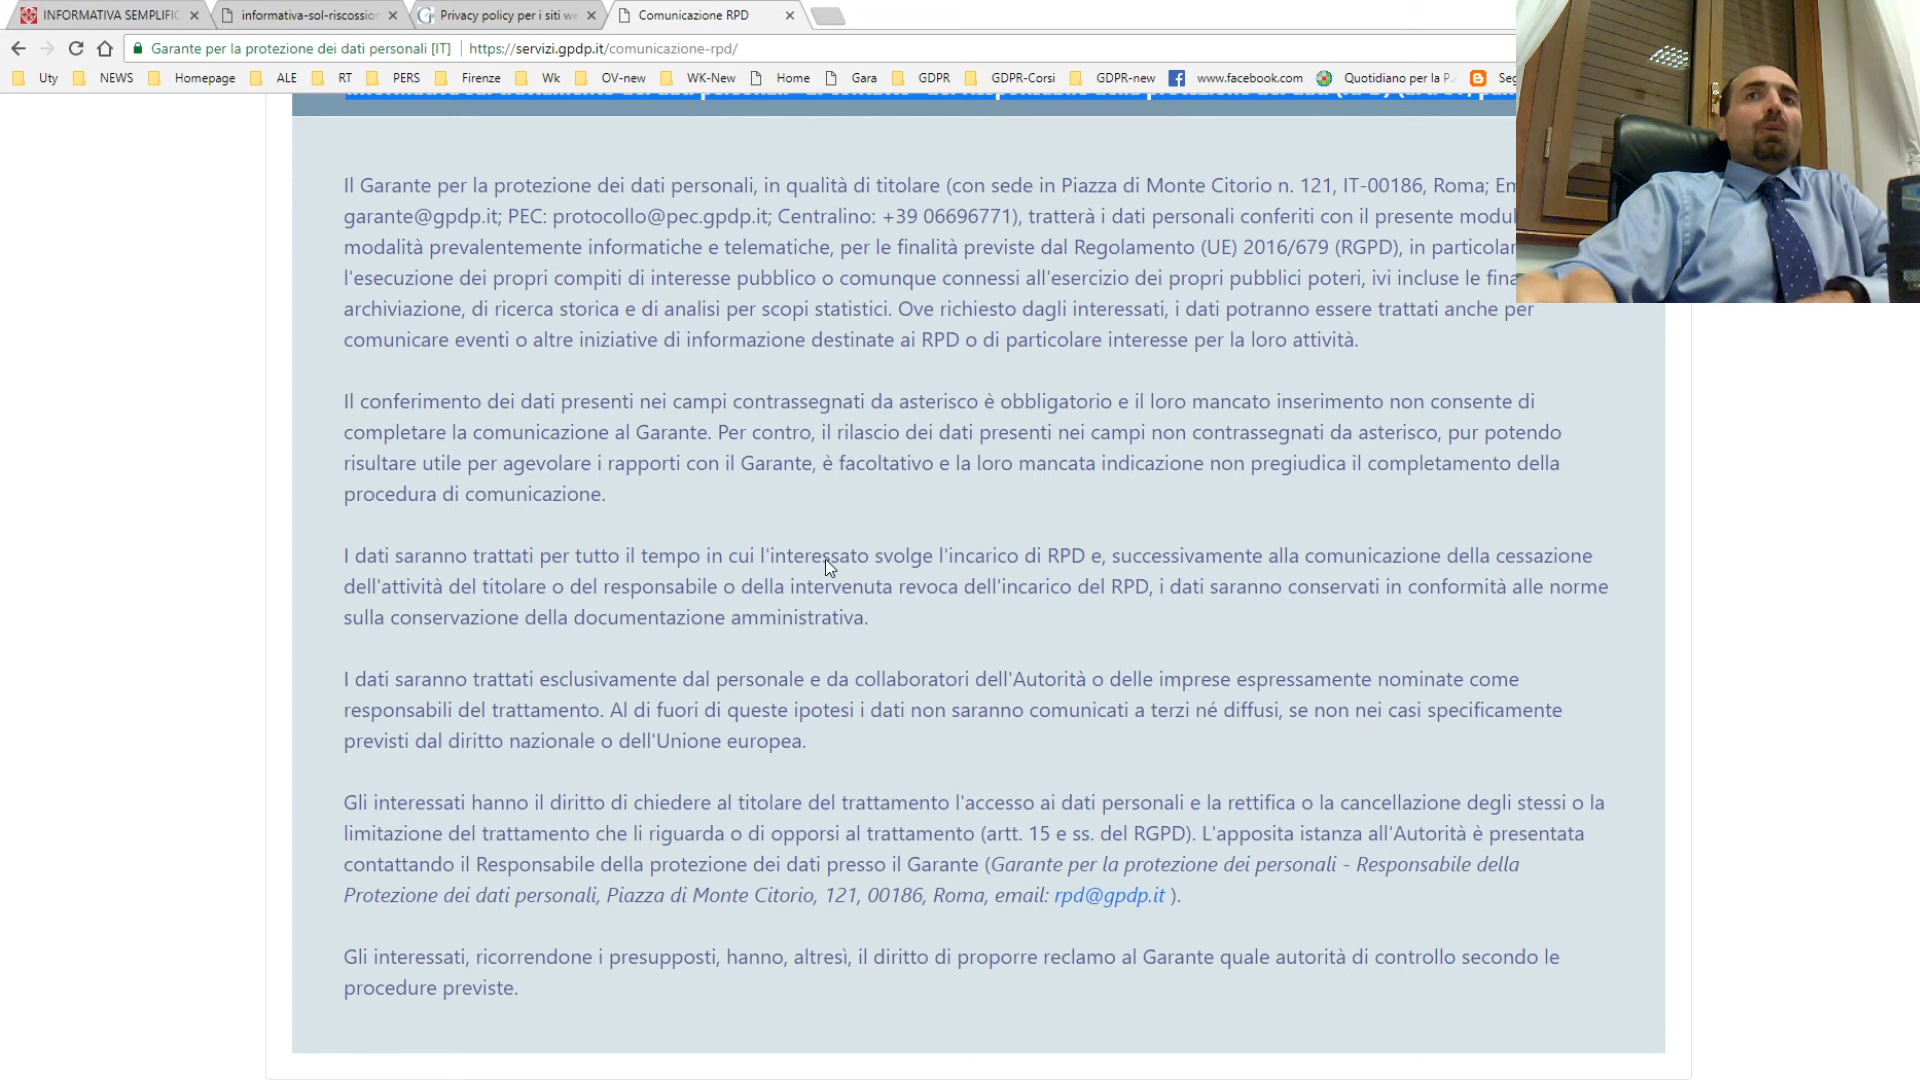 INFORMATIVA SEMPLIFIC
informativa-sol-riscossion
Privacy policy per i siti we
Comunicazione RPD
Garante per la protezione dei dati personali [IT]
https://servizi.gpdp.it/comunicazione-rpd/
Uty NEWS Homepage ALE RT PERS Firenze Wk OV-new WK-New Home Gara GDPR GDPR-Corsi GDPR-new www.facebook.com Quotidiano per la P.
Il Garante per la protezione dei dati personali, in qualità di titolare (con sede in Piazza di Monte Citorio n. 121, IT-00186, Roma; Em
garante@gpdp.it; PEC: protocollo@pec.gpdp.it; Centralino: +39 06696771), tratterà i dati personali conferiti con il presente modul
modalità prevalentemente informatiche e telematiche, per le finalità previste dal Regolamento (UE) 2016/679 (RGPD), in particolar
l'esecuzione dei propri compiti di interesse pubblico o comunque connessi all'esercizio dei propri pubblici poteri, ivi incluse le fina
archiviazione, di ricerca storica e di analisi per scopi statistici. Ove richiesto dagli interessati, i dati potranno essere trattati anche per
comunicare eventi o altre iniziative di informazione destinate ai RPD o di particolare interesse per la loro attività.
Il conferimento dei dati presenti nei campi contrassegnati da asterisco è obbligatorio e il loro mancato inserimento non consente di
completare la comunicazione al Garante. Per contro, il rilascio dei dati presenti nei campi non contrassegnati da asterisco, pur potendo
risultare utile per agevolare i rapporti con il Garante, è facoltativo e la loro mancata indicazione non pregiudica il completamento della
procedura di comunicazione.
I dati saranno trattati per tutto il tempo in cui l'interessato svolge l'incarico di RPD e, successivamente alla comunicazione della cessazione
dell'attività del titolare o del responsabile o della intervenuta revoca dell'incarico del RPD, i dati saranno conservati in conformità alle norme
sulla conservazione della documentazione amministrativa.
I dati saranno trattati esclusivamente dal personale e da collaboratori dell'Autorità o delle imprese espressamente nominate come
responsabili del trattamento. Al di fuori di queste ipotesi i dati non saranno comunicati a terzi né diffusi, se non nei casi specificamente
previsti dal diritto nazionale o dell'Unione europea.
Gli interessati hanno il diritto di chiedere al titolare del trattamento l'accesso ai dati personali e la rettifica o la cancellazione degli stessi o la
limitazione del trattamento che li riguarda o di opporsi al trattamento (artt. 15 e ss. del RGPD). L'apposita istanza all'Autorità è presentata
contattando il Responsabile della protezione dei dati presso il Garante (Garante per la protezione dei personali - Responsabile della
Protezione dei dati personali, Piazza di Monte Citorio, 121, 00186, Roma, email: rpd@gpdp.it ).
Gli interessati, ricorrendone i presupposti, hanno, altresì, il diritto di proporre reclamo al Garante quale autorità di controllo secondo le
procedure previste.